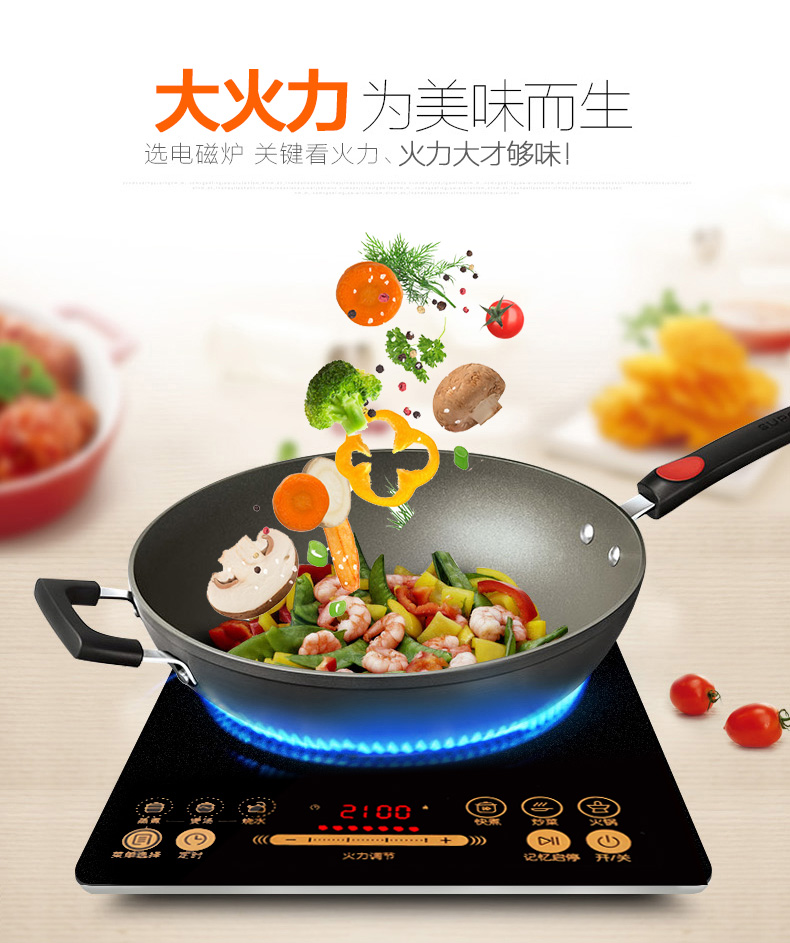 大火力 为美味而生
选电磁炉 关键看火力、火力大才够味!
2100
蒸煮 煲汤 烧水
快煮 炒菜 火锅
菜单选择 定时
− +
火力调节
记忆启停 开/关